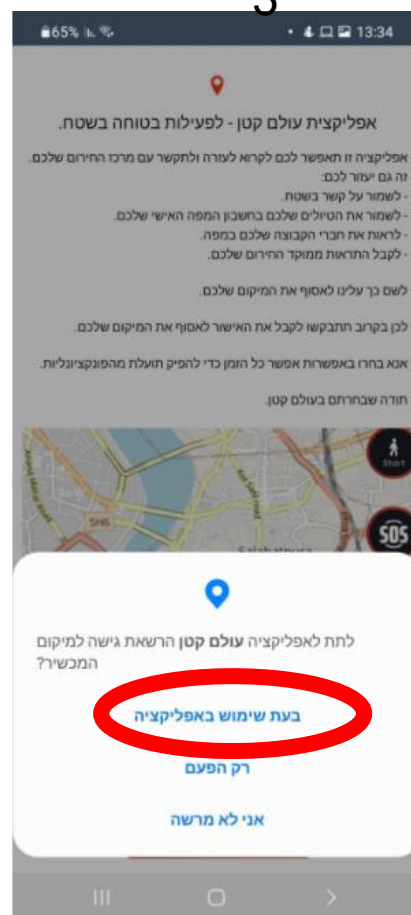 65%
13:34
אפליקצית עולם קטן - לפעילות בטוחה בשטח.
אפליקציה זו תאפשר לכם לקרוא לעזרה ולתקשר עם מרכז החירום שלכם.
זה גם יעזור לכם:
- לשמור על קשר בשטח.
- לשמור את הטיולים שלכם בחשבון המפה האישי שלכם.
- לראות את חברי הקבוצה שלכם במפה.
- לקבל התראות ממוקד החירום שלכם.
לשם כך עלינו לאסוף את המיקום שלכם.
לכן בקרוב תתבקשו לקבל את האישור לאסוף את המיקום שלכם.
אנא בחרו באפשרות אפשר כל הזמן כדי להפיק תועלת מהפונקציונליות.
תודה שבחרתם בעולם קטן.
Start
SH6
SOS
לתת לאפליקציה עולם קטן הרשאת גישה למיקום
המכשיר?
בעת שימוש באפליקציה
רק הפעם
אני לא מרשה